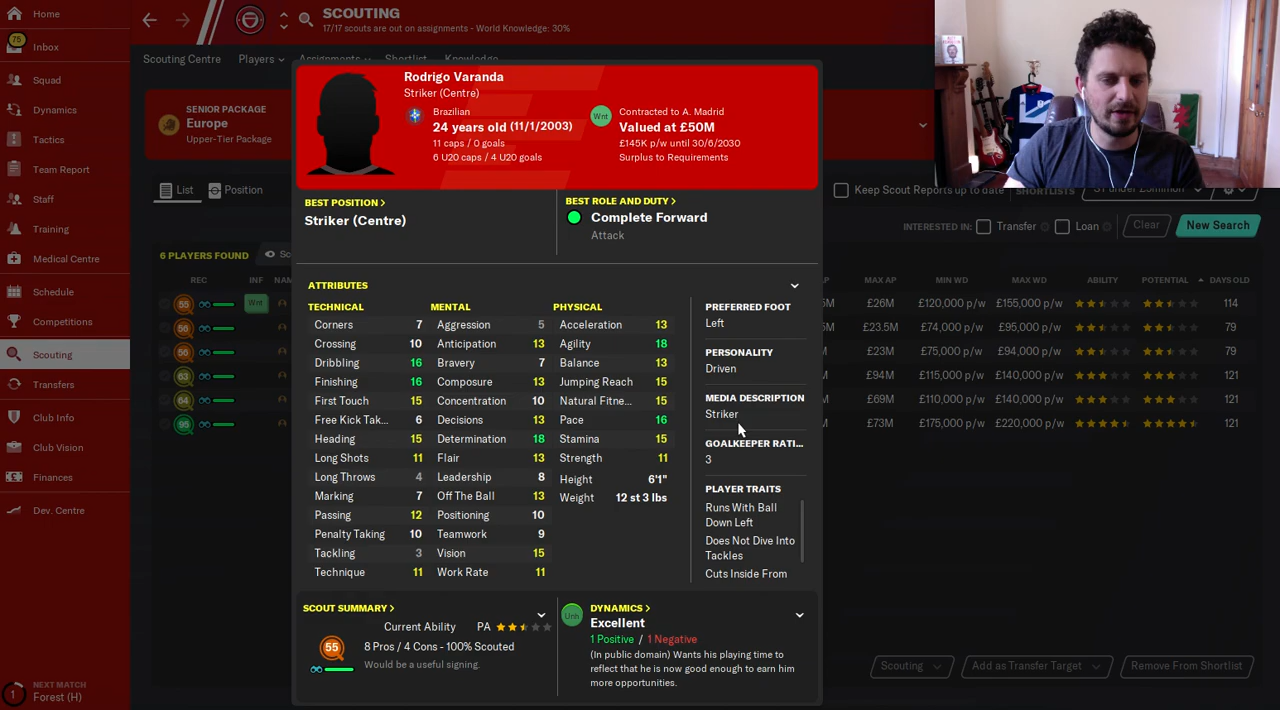 Home
75
Inbox
Squad
Dynamics
Tactics
Team Report
Staff
Training
Medical Centre
Schedule
Competitions
Scouting
Transfers
Club Info
Club Vision
Finances
Dev. Centre
1
NEXT MATCH
Forest (H)
SCOUTING
17/17 scouts are out on assignments - World Knowledge: 30%
Scouting Centre
Players
Assignments
Shortlist
Knowledge
SENIOR PACKAGE
Europe
Upper-Tier Package
List
Position
Keep Scout Reports up to date
SHORTLISTS
INTERESTED IN:
Transfer
Loan
Clear
New Search
6 PLAYERS FOUND
REC INF
MAX AP MIN WD MAX WD ABILITY POTENTIAL DAYS OLD
55 Wnt £26M £120,000 p/w £155,000 p/w 114
56 £23.5M £74,000 p/w £95,000 p/w 79
56 £23M £75,000 p/w £94,000 p/w 79
63 £94M £115,000 p/w £140,000 p/w 121
64 £69M £110,000 p/w £140,000 p/w 121
95 £73M £175,000 p/w £220,000 p/w 121
Rodrigo Varanda
Striker (Centre)
Brazilian
24 years old (11/1/2003)
11 caps / 0 goals
6 U20 caps / 4 U20 goals
Wnt
Contracted to A. Madrid
Valued at £50M
£145K p/w until 30/6/2030
Surplus to Requirements
BEST POSITION >
Striker (Centre)
BEST ROLE AND DUTY >
Complete Forward
Attack
ATTRIBUTES
TECHNICAL
Corners 7
Crossing 10
Dribbling 16
Finishing 16
First Touch 15
Free Kick Tak... 6
Heading 15
Long Shots 11
Long Throws 4
Marking 7
Passing 12
Penalty Taking 10
Tackling 3
Technique 11
MENTAL
Aggression 5
Anticipation 13
Bravery 7
Composure 13
Concentration 10
Decisions 13
Determination 18
Flair 13
Leadership 8
Off The Ball 13
Positioning 10
Teamwork 9
Vision 15
Work Rate 11
PHYSICAL
Acceleration 13
Agility 18
Balance 13
Jumping Reach 15
Natural Fitne... 15
Pace 16
Stamina 15
Strength 11
Height 6'1"
Weight 12 st 3 lbs
PREFERRED FOOT
Left
PERSONALITY
Driven
MEDIA DESCRIPTION
Striker
GOALKEEPER RATI...
3
PLAYER TRAITS
Runs With Ball
Down Left
Does Not Dive Into
Tackles
Cuts Inside From
SCOUT SUMMARY >
Current Ability PA
55
8 Pros / 4 Cons - 100% Scouted
Would be a useful signing.
Unh
DYNAMICS >
Excellent
1 Positive / 1 Negative
(In public domain) Wants his playing time to
reflect that he is now good enough to earn him
more opportunities.
Scouting
Add as Transfer Target
Remove From Shortlist